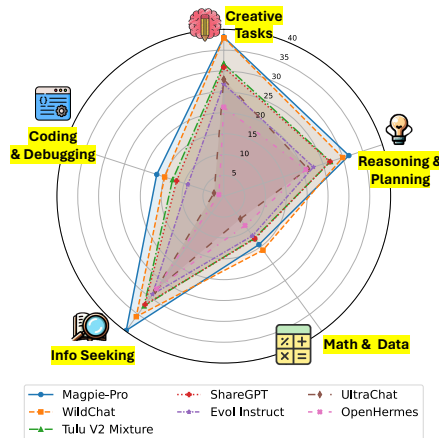 Creative
Tasks
40
35
30
25
20
15
10
5
Coding
& Debugging
Reasoning &
Planning
Info Seeking
Math & Data
Magpie-Pro
WildChat
Tulu V2 Mixture
ShareGPT
Evol Instruct
UltraChat
OpenHermes